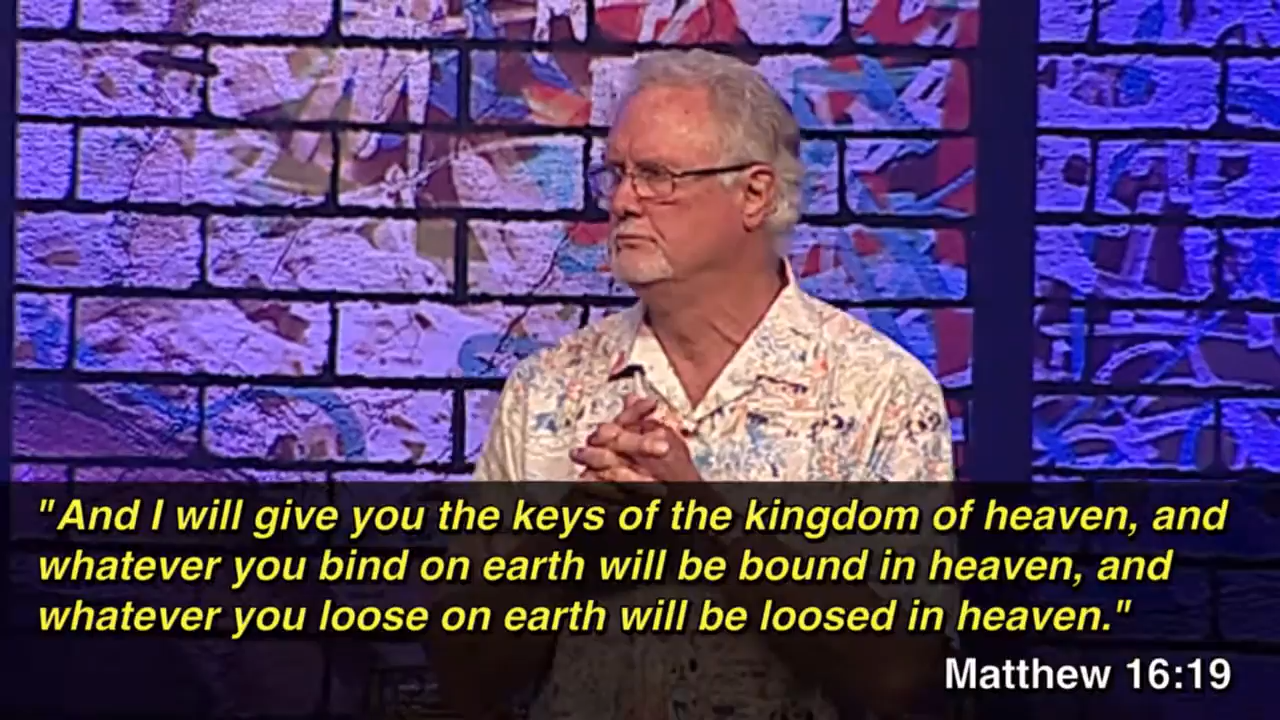 "And I will give you the keys of the kingdom of heaven, and
whatever you bind on earth will be bound in heaven, and
whatever you loose on earth will be loosed in heaven."
Matthew 16:19